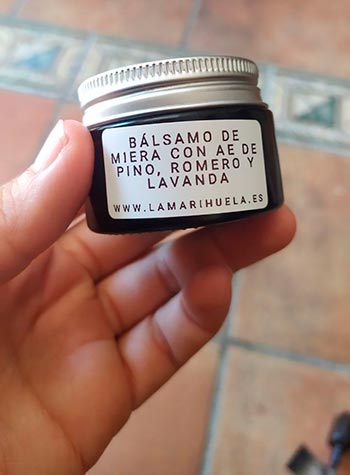 BÁLSAMO DE
MIERA CON AE DE
PINO, ROMERO Y
LAVANDA
WWW.LAMARIHUELA.ES